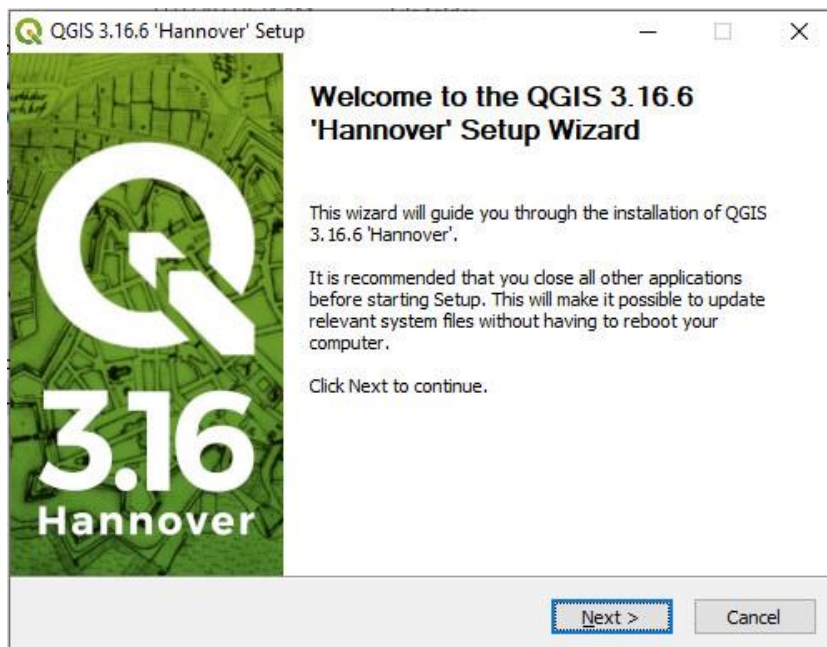 QGIS 3.16.6 'Hannover' Setup
Welcome to the QGIS 3.16.6
'Hannover' Setup Wizard
This wizard will guide you through the installation of QGIS
3.16.6 'Hannover'.
It is recommended that you close all other applications
before starting Setup. This will make it possible to update
relevant system files without having to reboot your
computer.
Click Next to continue.
3.16
Hannover
Next >
Cancel